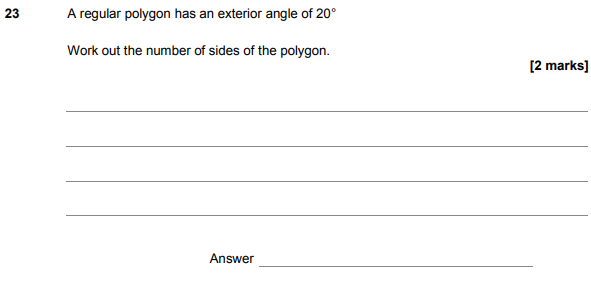 23 A regular polygon has an exterior angle of 20°
Work out the number of sides of the polygon.
[2 marks]
Answer